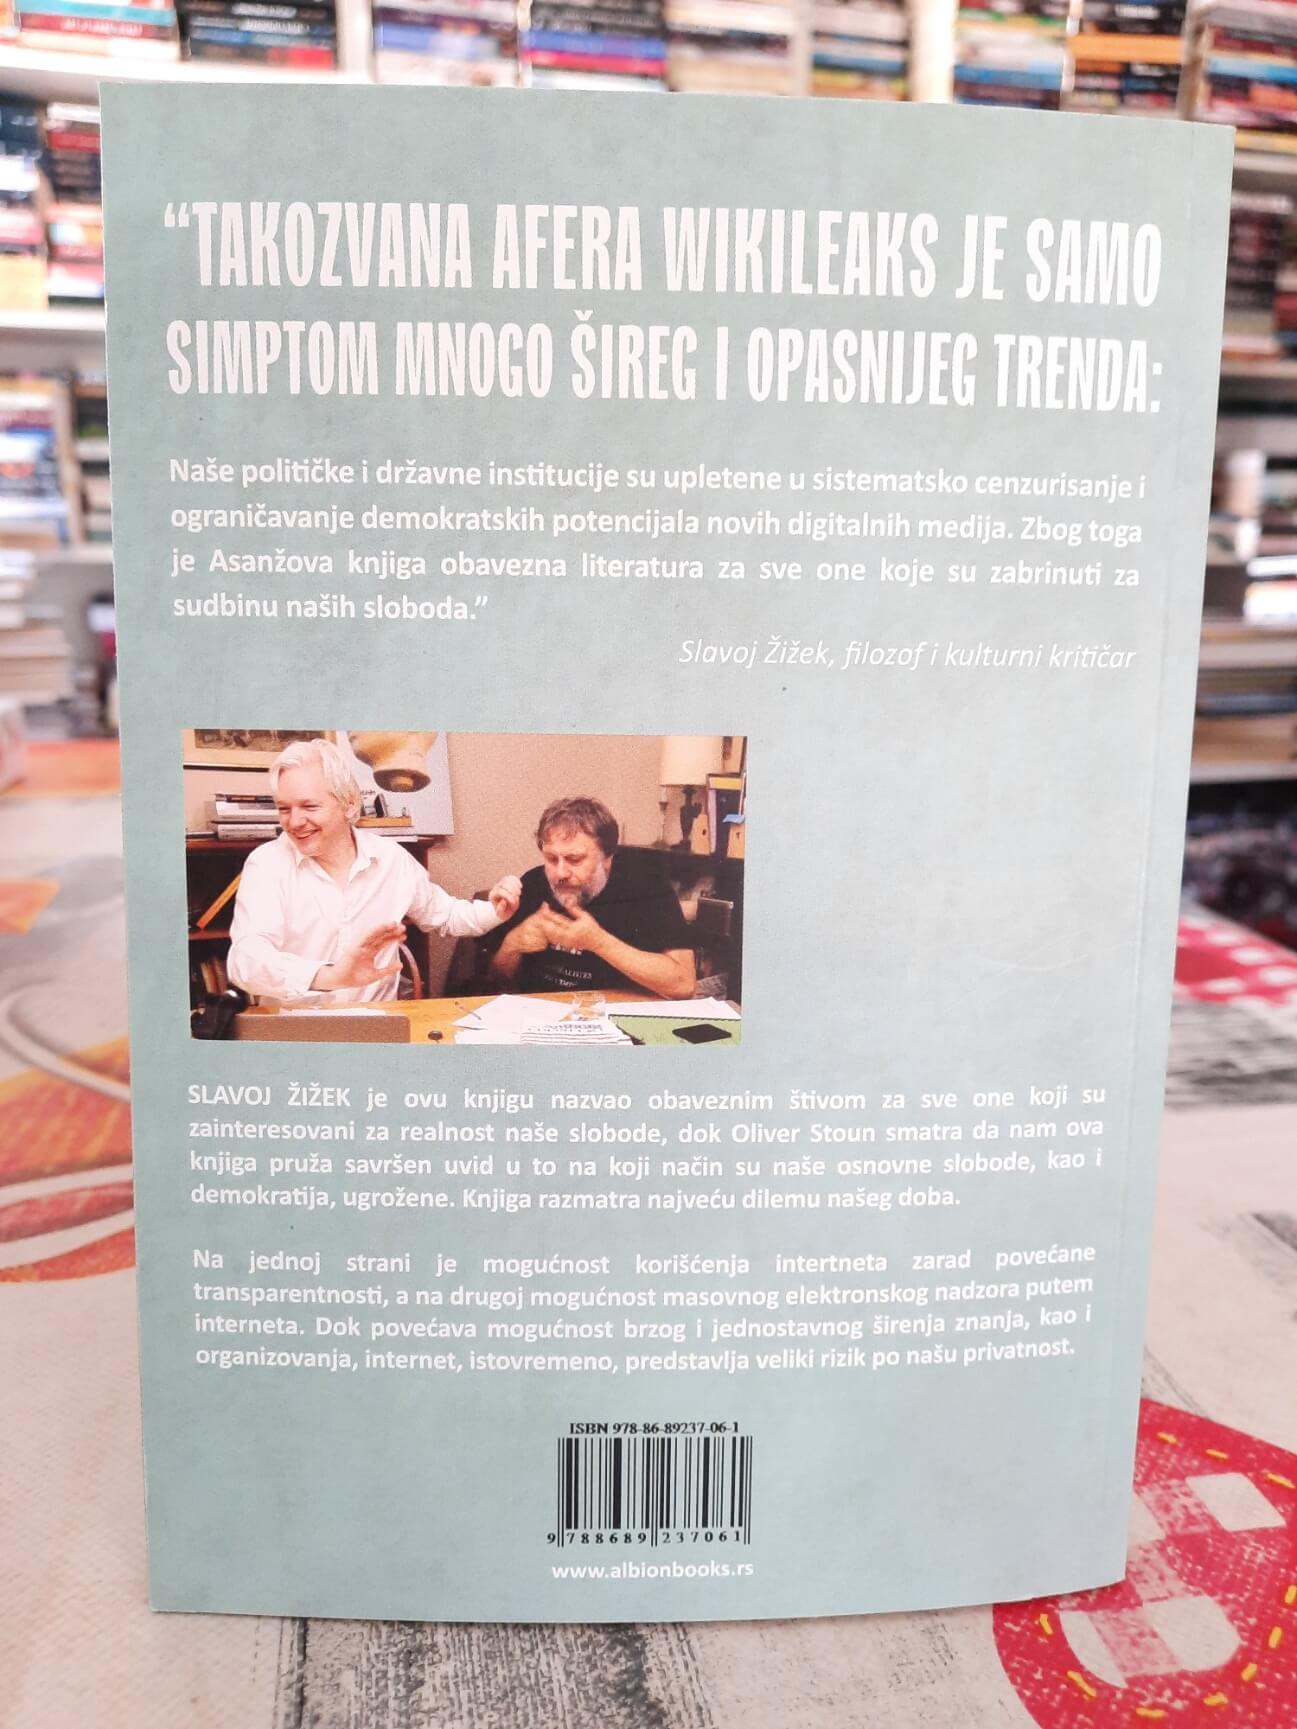 “TAKOZVANA AFERA WIKILEAKS JE SAMO
SIMPTOM MNOGO ŠIREG I OPASNIJEG TRENDA:
Naše političke i državne institucije su upletene u sistematsko cenzurisanje i
ograničavanje demokratskih potencijala novih digitalnih medija. Zbog toga
je Asanžova knjiga obavezna literatura za sve one koje su zabrinuti za
sudbinu naših sloboda.”
Slavoj Žižek, filozof i kulturni kritičar
SLAVOJ ŽIŽEK je ovu knjigu nazvao obaveznim štivom za sve one koji su
zainteresovani za realnost naše slobode, dok Oliver Stoun smatra da nam ova
knjiga pruža savršen uvid u to na koji način su naše osnovne slobode, kao i
demokratija, ugrožene. Knjiga razmatra najveću dilemu našeg doba.
Na jednoj strani je mogućnost korišćenja intertneta zarad povećane
transparentnosti, a na drugoj mogućnost masovnog elektronskog nadzora putem
interneta. Dok povećava mogućnost brzog i jednostavnog širenja znanja, kao i
organizovanja, internet, istovremeno, predstavlja veliki rizik po našu privatnost.
ISBN 978-86-89237-06-1
9 788689 237061
www.albionbooks.rs